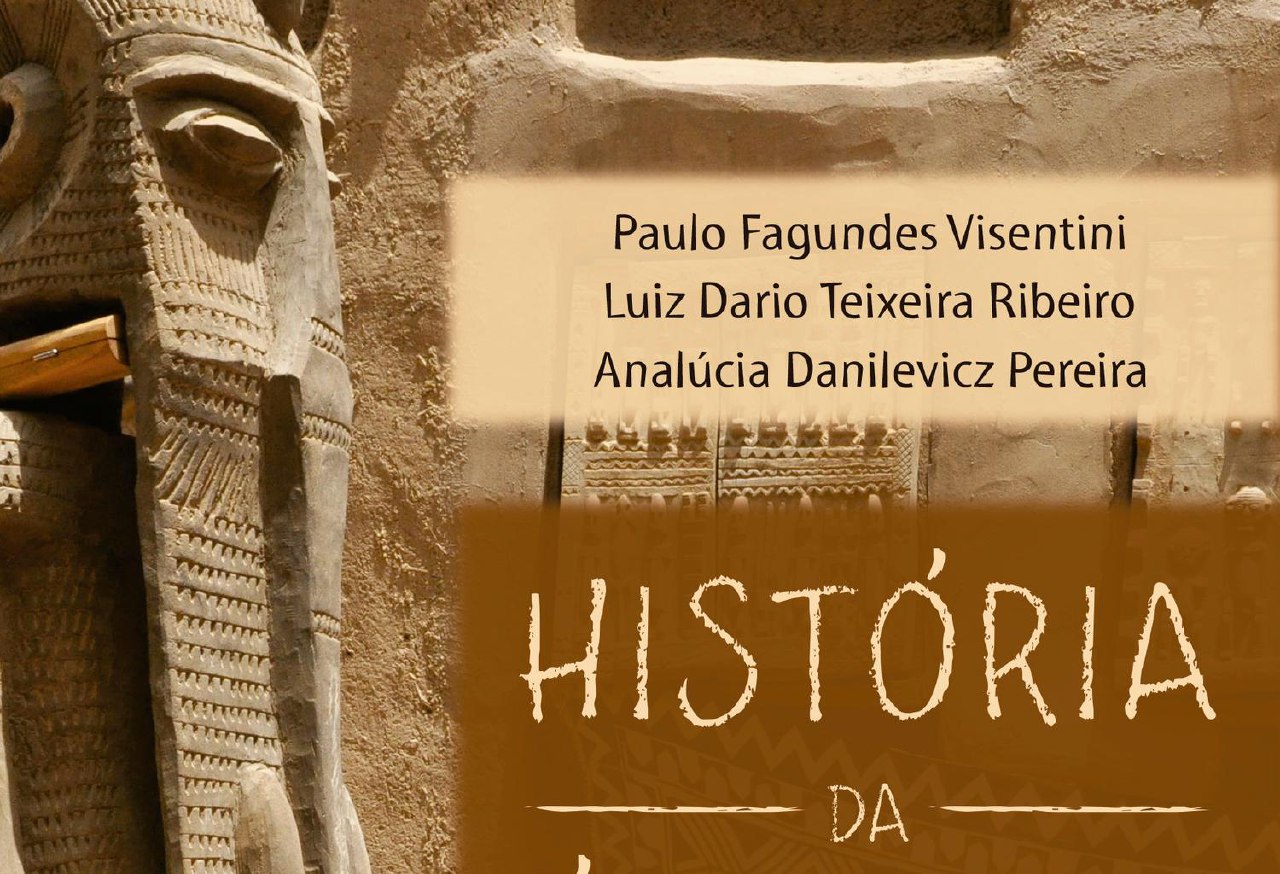 Paulo Fagundes Visentini
Luiz Dario Teixeira Ribeiro
Analúcia Danilevicz Pereira
HISTÓRIA
DA